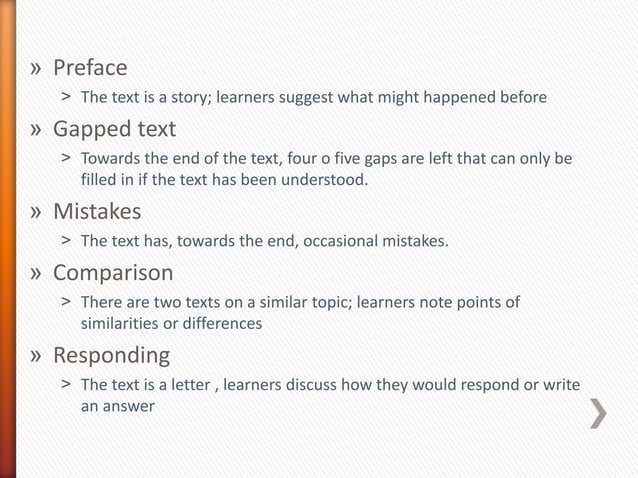 » Preface
> The text is a story; learners suggest what might happened before
» Gapped text
> Towards the end of the text, four o five gaps are left that can only be
filled in if the text has been understood.
» Mistakes
> The text has, towards the end, occasional mistakes.
» Comparison
> There are two texts on a similar topic; learners note points of
similarities or differences
» Responding
> The text is a letter , learners discuss how they would respond or write
an answer